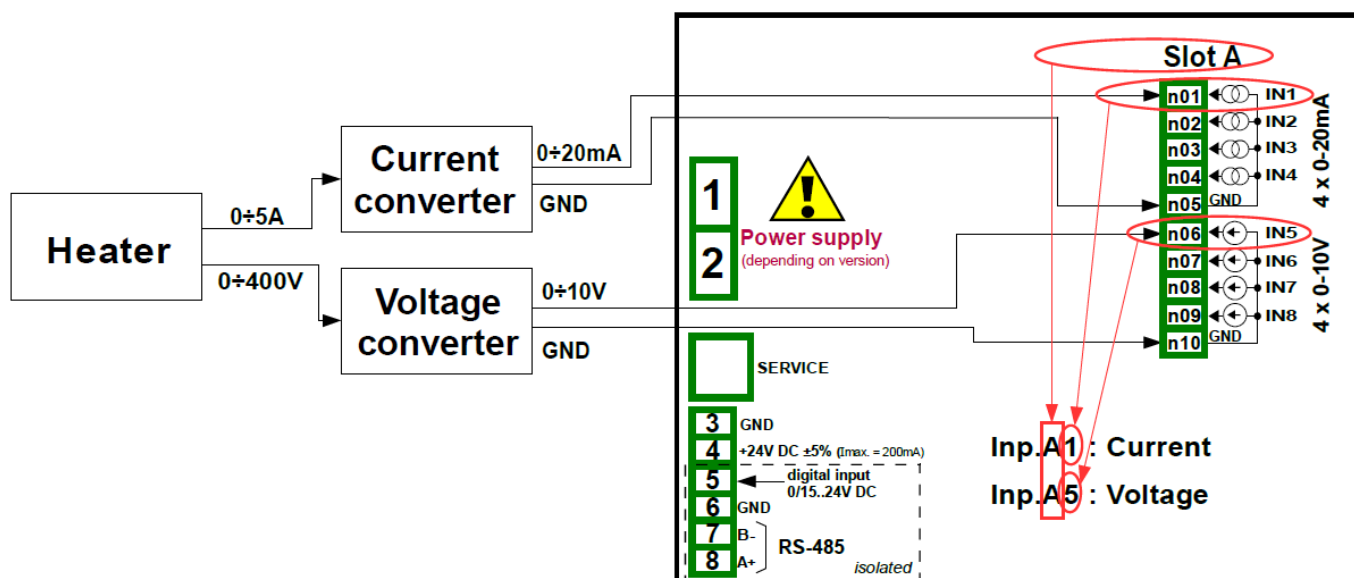 Heater
0÷5A
0÷400V
Current
converter
0÷20mA
GND
Voltage
converter
0÷10V
GND
1
2
Power supply
(depending on version)
SERVICE
3 GND
4 +24V DC ±5% (Imax. = 200mA)
5 digital input
0/15..24V DC
6 GND
7 B-
8 A+
RS-485
isolated
Slot A
n01 IN1
n02 IN2
n03 IN3
n04 IN4
n05 GND
4 x 0-20mA
n06 IN5
n07 IN6
n08 IN7
n09 IN8
n10 GND
4 x 0-10V
Inp.A1 : Current
Inp.A5 : Voltage